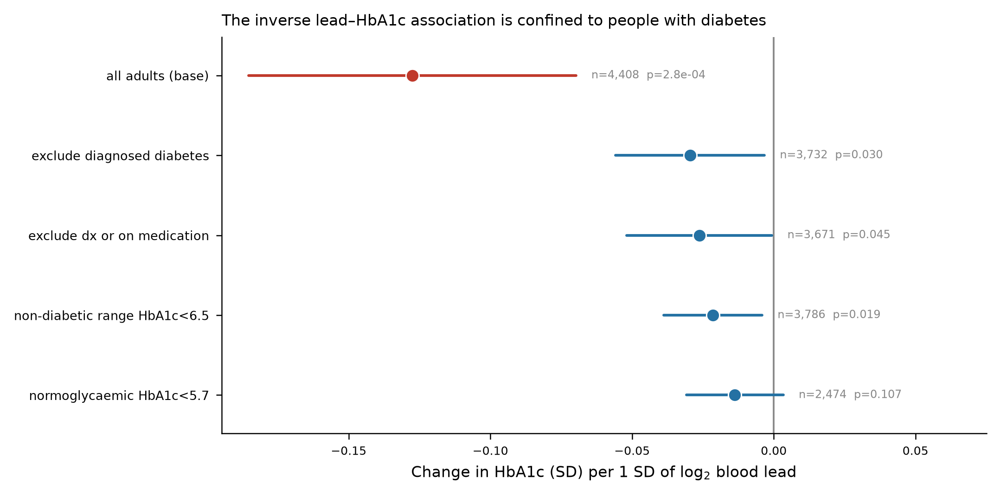 The inverse lead–HbA1c association is confined to people with diabetes
all adults (base)
n=4,408  p=2.8e-04
exclude diagnosed diabetes
n=3,732  p=0.030
exclude dx or on medication
n=3,671  p=0.045
non-diabetic range HbA1c<6.5
n=3,786  p=0.019
normoglycaemic HbA1c<5.7
n=2,474  p=0.107
−0.15 −0.10 −0.05 0.00 0.05
Change in HbA1c (SD) per 1 SD of log₂ blood lead